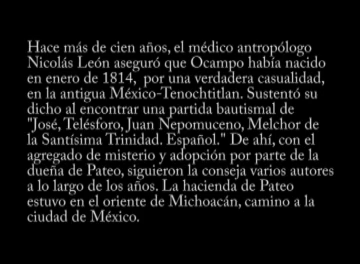 Hace más de cien años, el médico antropólogo
Nicolás León aseguró que Ocampo había nacido
en enero de 1814,  por una verdadera casualidad,
en la antigua México-Tenochtitlan. Sustentó su
dicho al encontrar una partida bautismal de
"José, Telésforo, Juan Nepomuceno, Melchor de
la Santísima Trinidad. Español." De ahí, con el
agregado de misterio y adopción por parte de la
dueña de Pateo, siguieron la conseja varios autores
a lo largo de los años. La hacienda de Pateo
estuvo en el oriente de Michoacán, camino a la
ciudad de México.